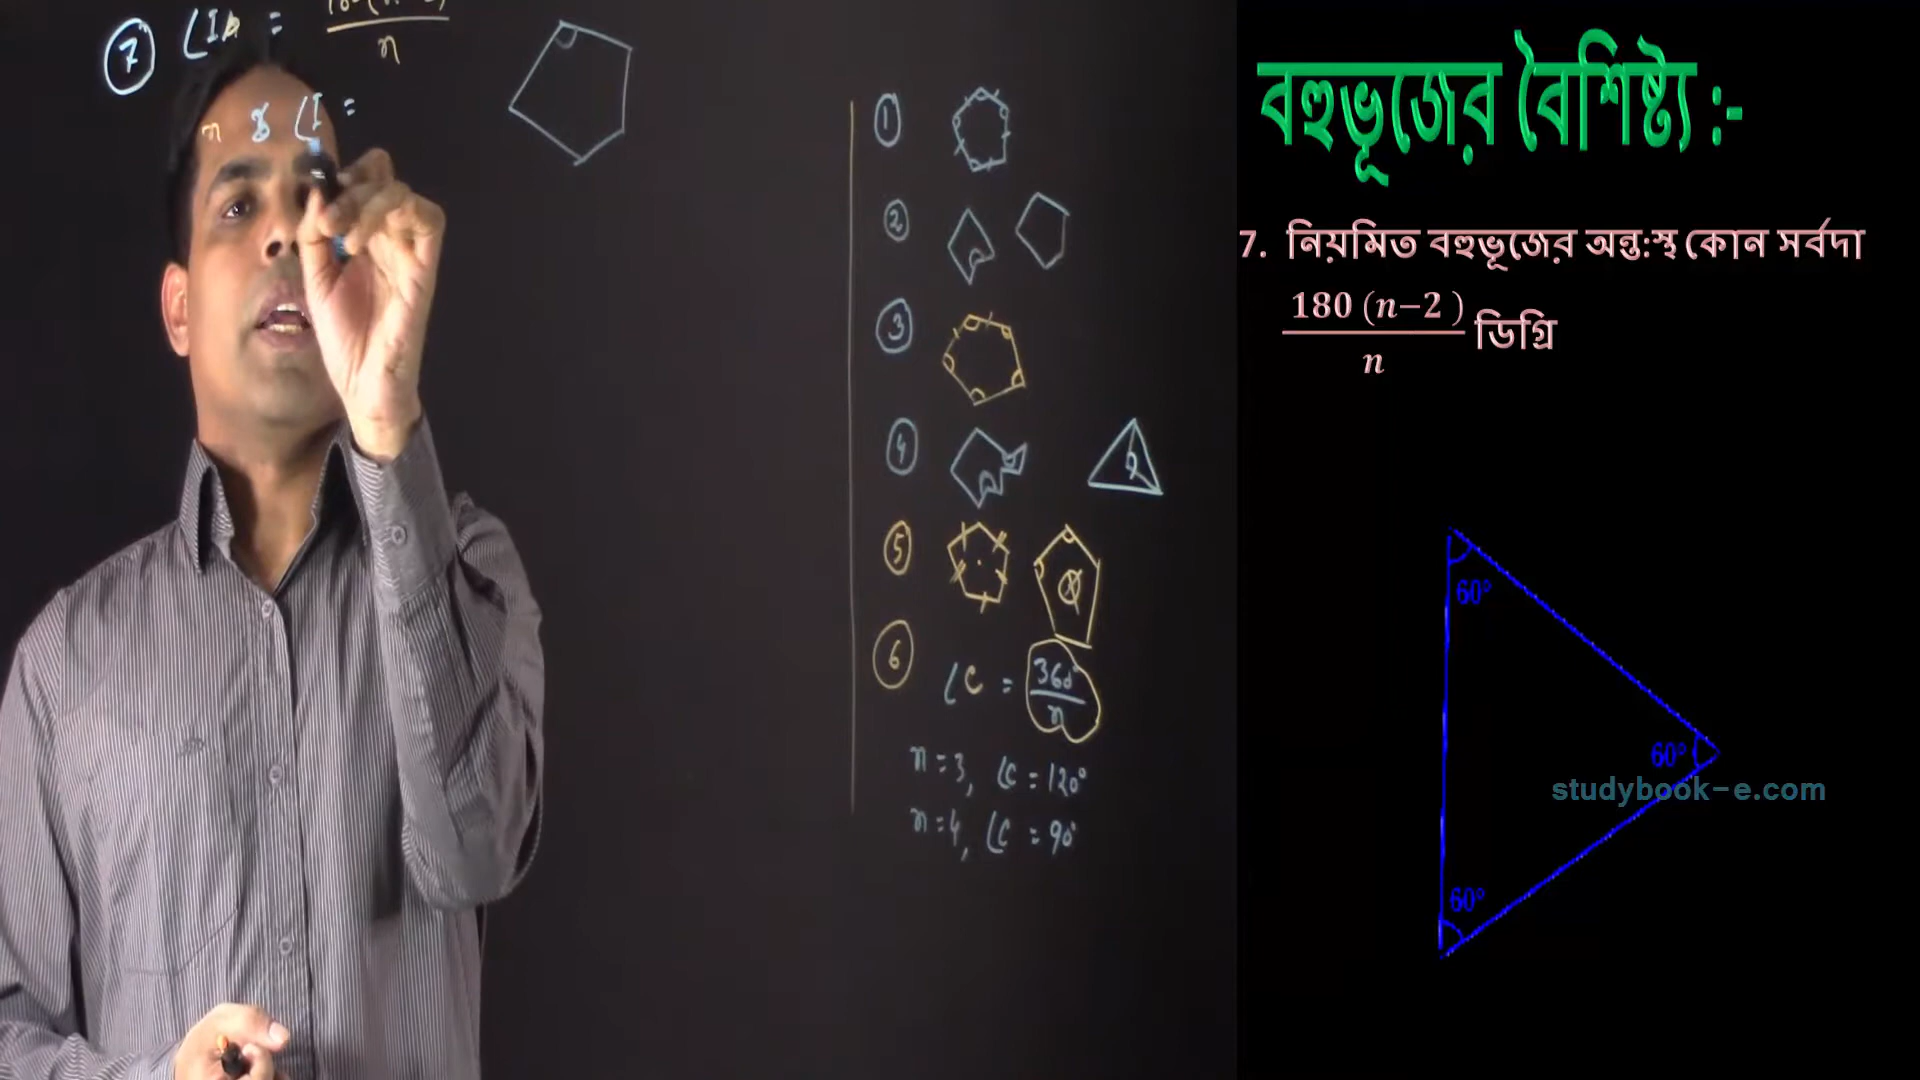 7 ∠IA =
n
n ∠I =
1
2
3
4
5
6
∠C = 360°/n
n = 3, ∠C = 120°
n = 4, ∠C = 90°
বহুভূজের বৈশিষ্ট্য :-
7. নিয়মিত বহুভূজের অন্ত:স্থ কোন সর্বদা
180 (n−2 )/n ডিগ্রি
60°
60°
60°
studybook-e.com